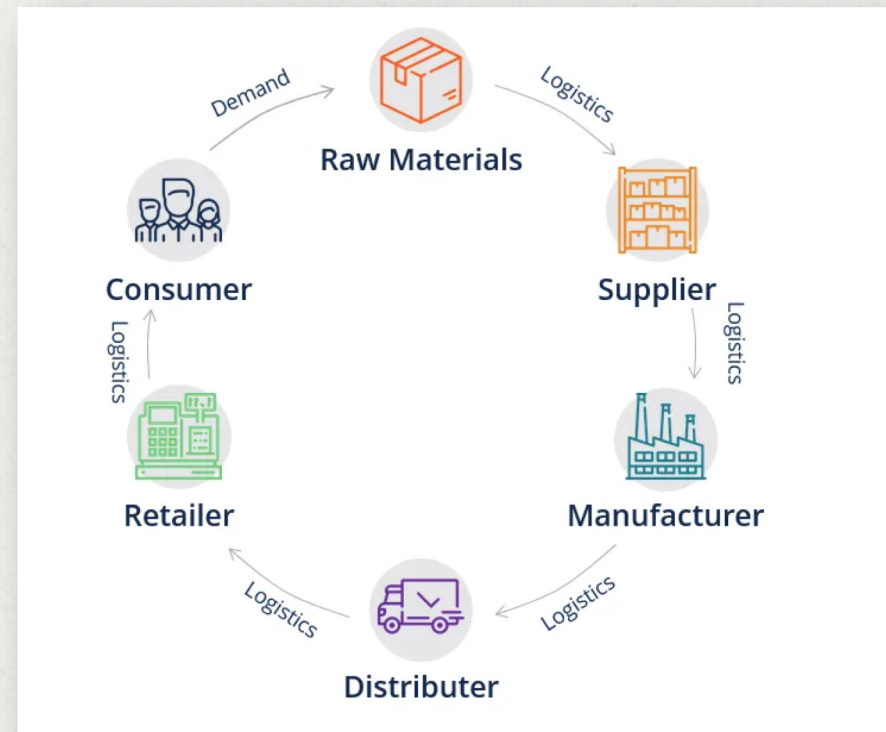 Demand
Raw Materials
Logistics
Supplier
Logistics
Manufacturer
Logistics
Distributer
Logistics
Retailer
Logistics
Consumer